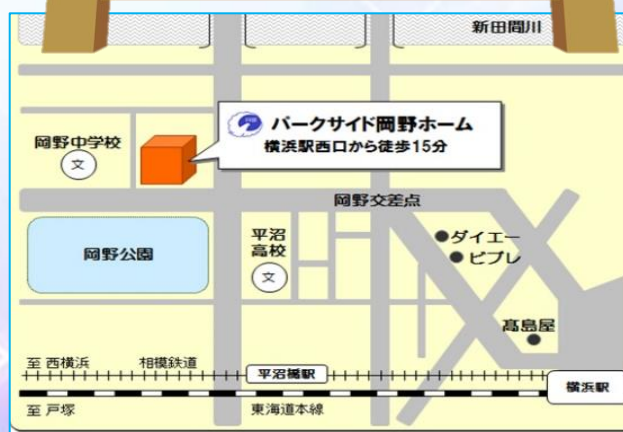 新田間川
パークサイド岡野ホーム
横浜駅西口から徒歩15分
岡野中学校
文
岡野交差点
岡野公園
平沼
高校
文
ダイエー
ビブレ
髙島屋
至 西横浜
相模鉄道
平沼橋駅
横浜駅
至 戸塚
東海道本線